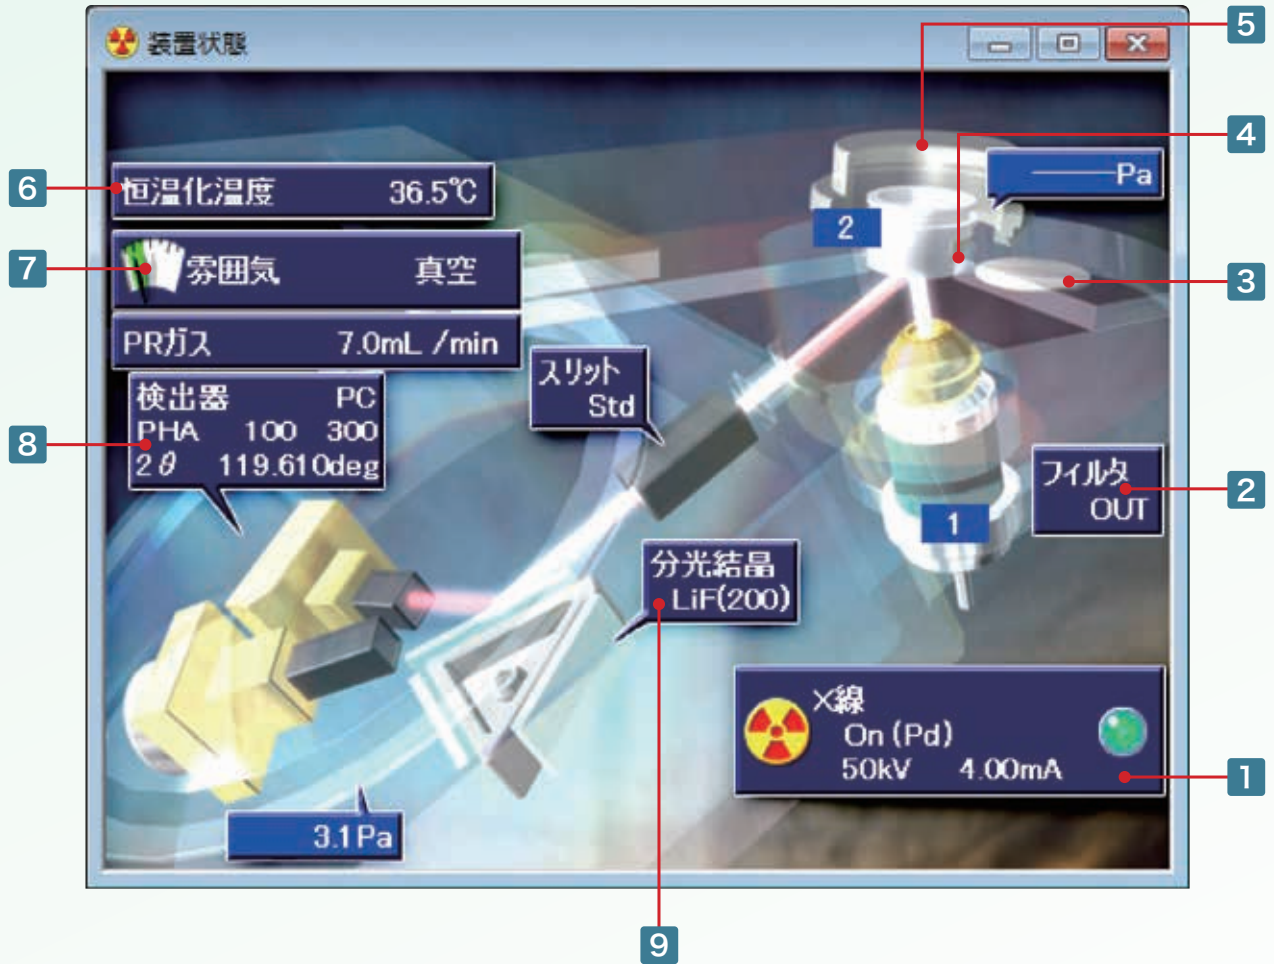 装置状態
5
4
Pa
6
恒温化温度 36.5℃
2
7
雰囲気 真空
3
PRガス 7.0mL /min
スリット
Std
検出器 PC
PHA 100 300
2θ 119.610deg
8
フィルタ
OUT
2
1
分光結晶
LiF(200)
X線
On (Pd)
50kV 4.00mA
1
3.1Pa
9